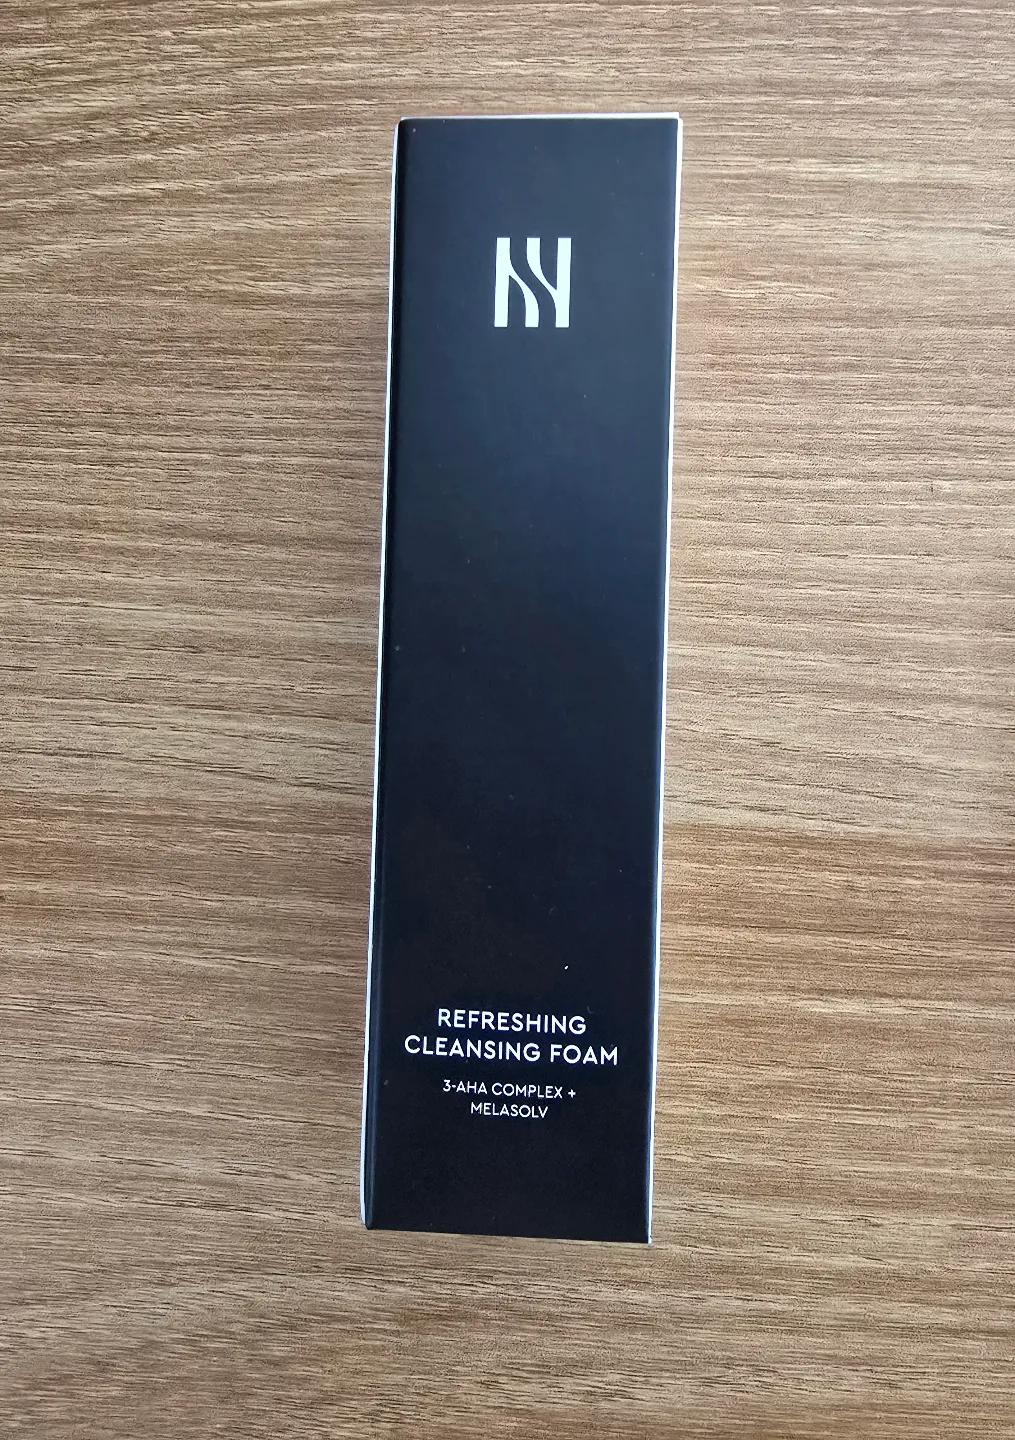 REFRESHING
CLEANSING FOAM
3-AHA COMPLEX +
MELASOLV